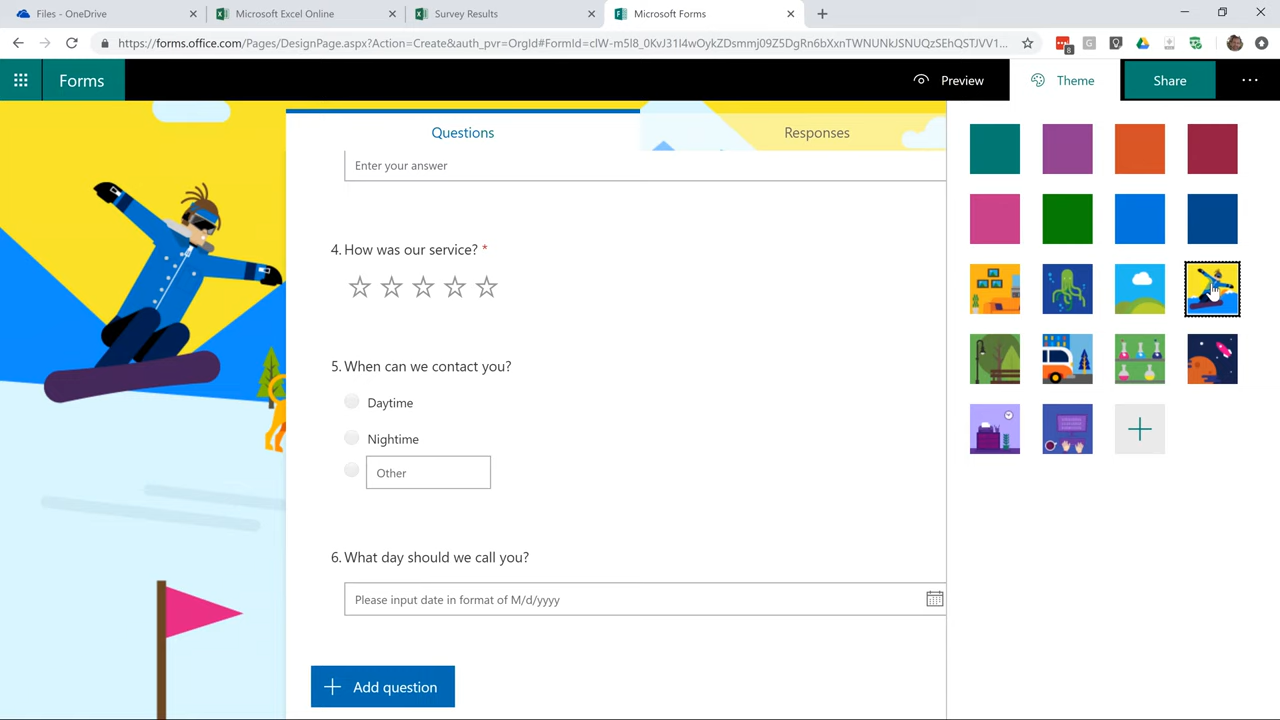 Files - OneDrive
Microsoft Excel Online
Survey Results
Microsoft Forms
https://forms.office.com/Pages/DesignPage.aspx?Action=Create&auth_pvr=OrgId#FormId=clW-m5l8_0KvJ31I4wOykZDsmmj09Z5DgRn6bXxnTWNUNkJSNUQzSEhQSTJVV1...
8
Forms
Preview
Theme
Share
Questions
Responses
Enter your answer
4. How was our service? *
5. When can we contact you?
Daytime
Nightime
Other
6. What day should we call you?
Please input date in format of M/d/yyyy
Add question